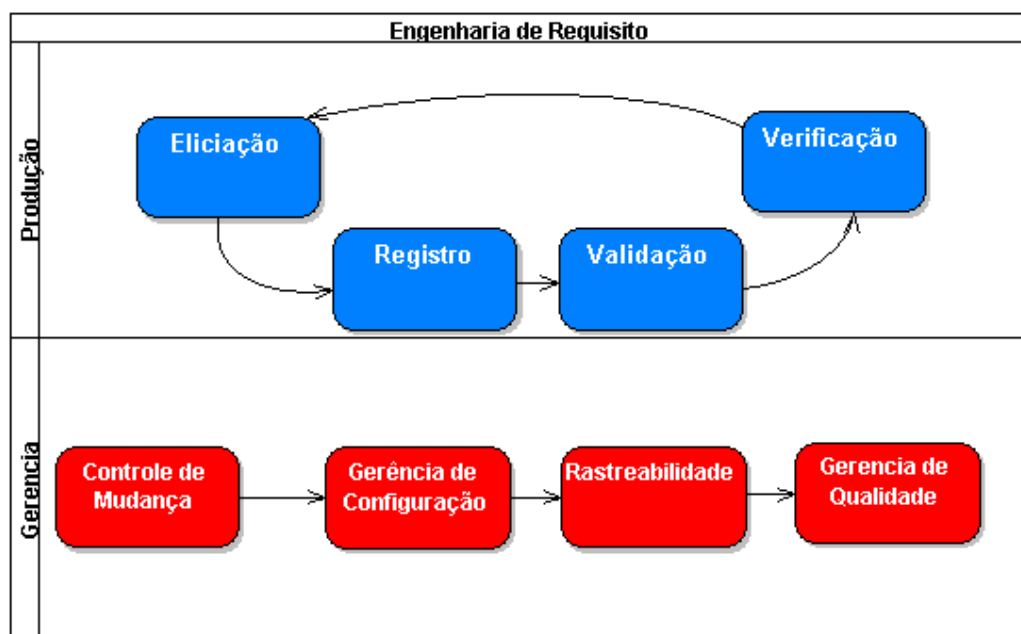 Engenharia de Requisito
Produção
Eliciação
Verificação
Registro
Validação
Gerencia
Controle de
Mudança
Gerência de
Configuração
Rastreabilidade
Gerencia de
Qualidade